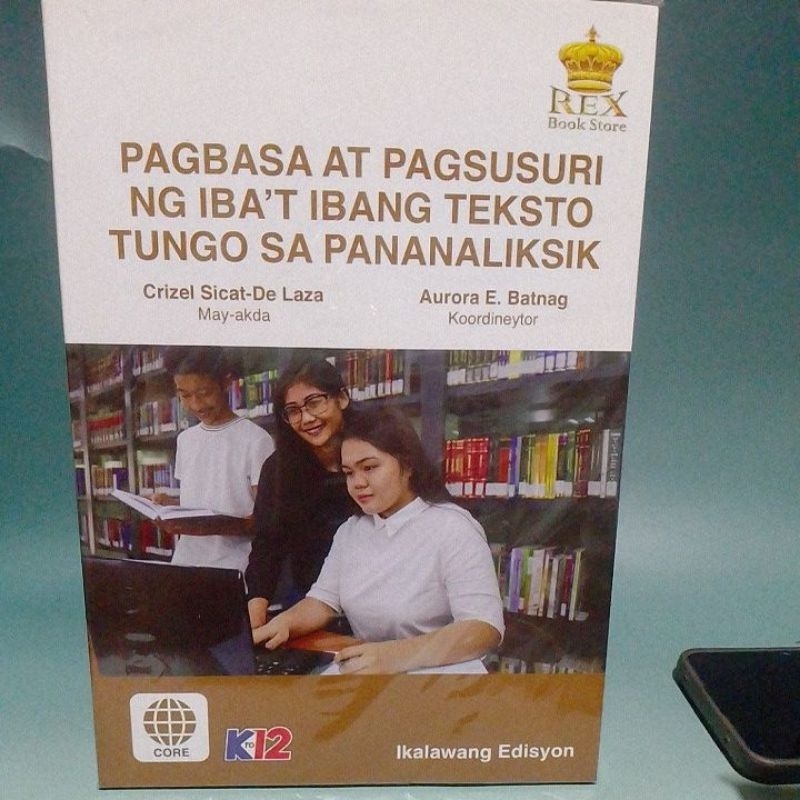 REX
Book Store
PAGBASA AT PAGSUSURI
NG IBA'T IBANG TEKSTO
TUNGO SA PANANALIKSIK
Crizel Sicat-De Laza
May-akda
Aurora E. Batnag
Koordineytor
CORE
K TO 12
Ikalawang Edisyon